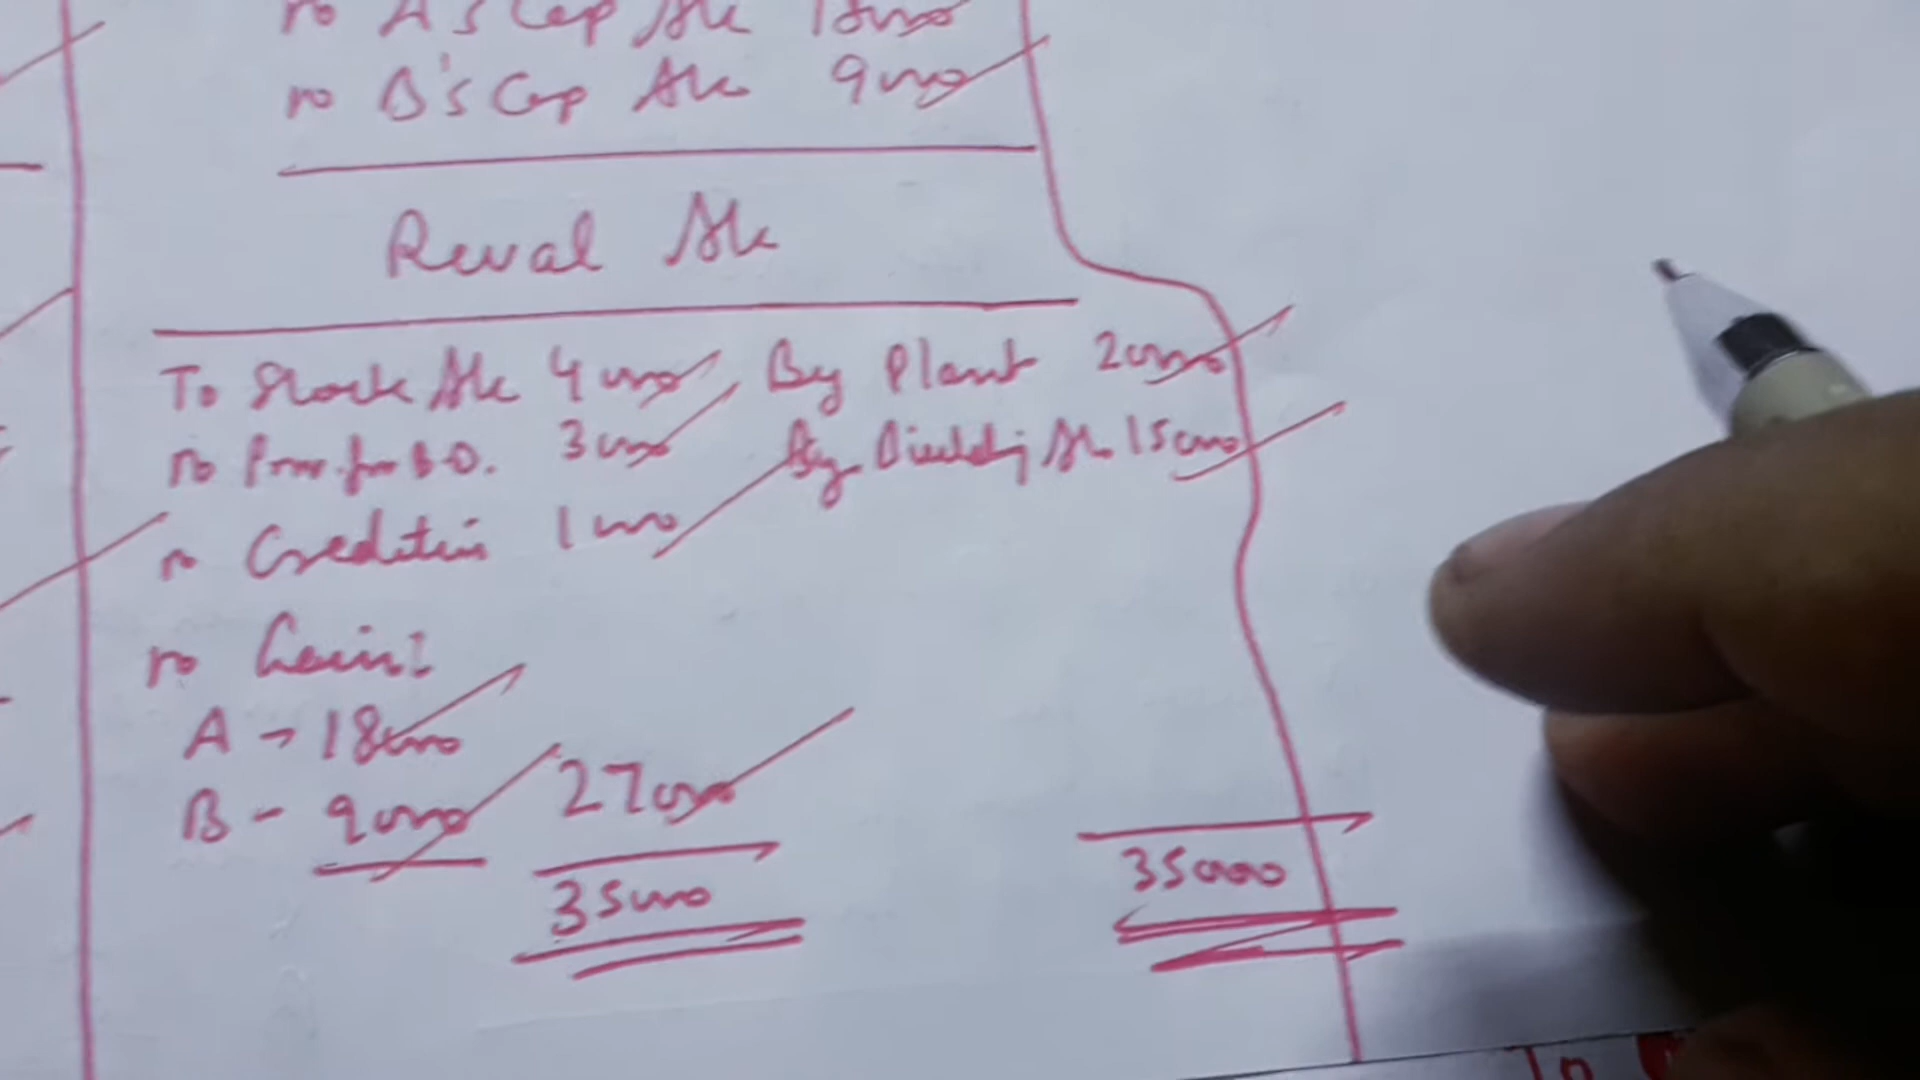 To A's Cap A/c 18000
To B's Cap A/c 9000
Reval A/c
To Stock A/c 4000 By Plant 20000
To Prov. for B.D. 3000 By Building A/c 15000
To Creditors 1000
To Gain:
A → 18000
B - 9000 27000
35000 35000
To